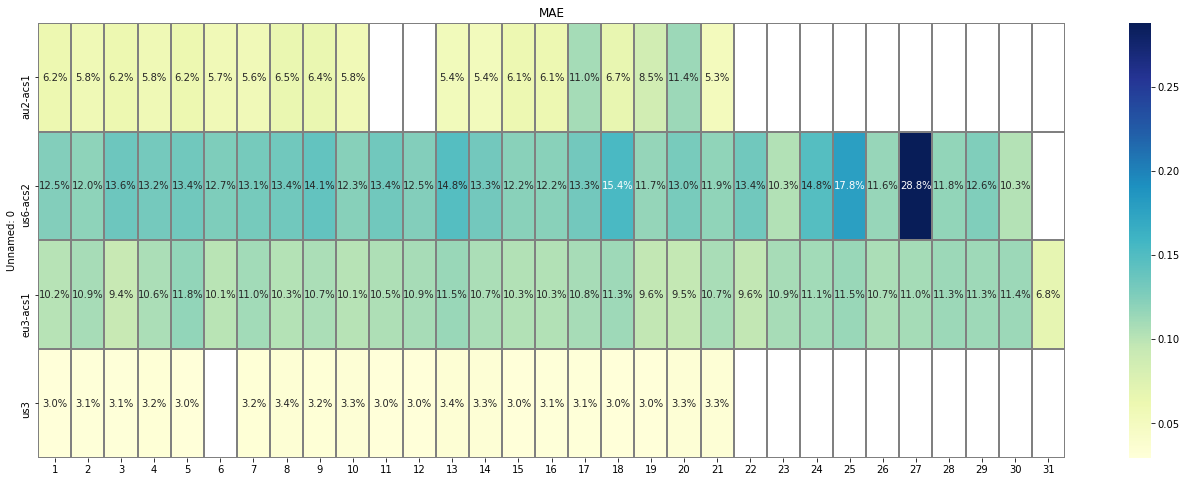 MAE
6.2% 5.8% 6.2% 5.8% 6.2% 5.7% 5.6% 6.5% 6.4% 5.8% 5.4% 5.4% 6.1% 6.1% 11.0% 6.7% 8.5% 11.4% 5.3%
au2-acs1
12.5% 12.0% 13.6% 13.2% 13.4% 12.7% 13.1% 13.4% 14.1% 12.3% 13.4% 12.5% 14.8% 13.3% 12.2% 12.2% 13.3% 15.4% 11.7% 13.0% 11.9% 13.4% 10.3% 14.8% 17.8% 11.6% 28.8% 11.8% 12.6% 10.3%
us6-acs2
Unnamed: 0
10.2% 10.9% 9.4% 10.6% 11.8% 10.1% 11.0% 10.3% 10.7% 10.1% 10.5% 10.9% 11.5% 10.7% 10.3% 10.3% 10.8% 11.3% 9.6% 9.5% 10.7% 9.6% 10.9% 11.1% 11.5% 10.7% 11.0% 11.3% 11.3% 11.4% 6.8%
eu3-acs1
3.0% 3.1% 3.1% 3.2% 3.0% 3.2% 3.4% 3.2% 3.3% 3.0% 3.0% 3.4% 3.3% 3.0% 3.1% 3.1% 3.0% 3.0% 3.3% 3.3%
us3
1 2 3 4 5 6 7 8 9 10 11 12 13 14 15 16 17 18 19 20 21 22 23 24 25 26 27 28 29 30 31
0.25
0.20
0.15
0.10
0.05